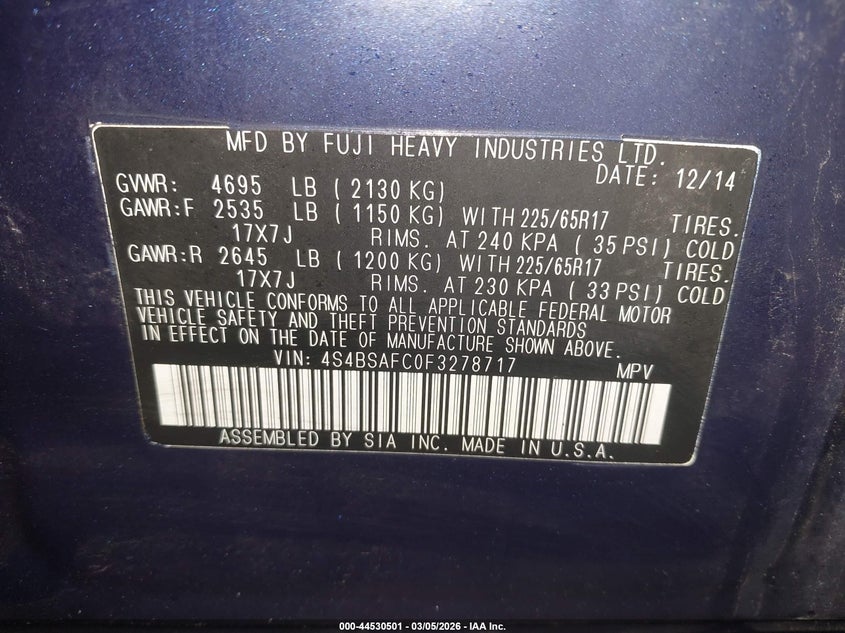 MFD BY FUJI HEAVY INDUSTRIES LTD.
DATE: 12/14
GVWR: 4695 LB ( 2130 KG)
GAWR:F 2535 LB ( 1150 KG) WITH 225/65R17 TIRES.
17X7J RIMS. AT 240 KPA ( 35 PSI) COLD
GAWR:R 2645 LB ( 1200 KG) WITH 225/65R17 TIRES.
17X7J RIMS. AT 230 KPA ( 33 PSI) COLD
THIS VEHICLE CONFORMS TO ALL APPLICABLE FEDERAL MOTOR
VEHICLE SAFETY AND THEFT PREVENTION STANDARDS
IN EFFECT ON THE DATE OF MANUFACTURE SHOWN ABOVE.
VIN: 4S4BSAFC0F3278717 MPV
ASSEMBLED BY SIA INC. MADE IN U.S.A.
000-44530501 - 03/05/2026 - IAA Inc.